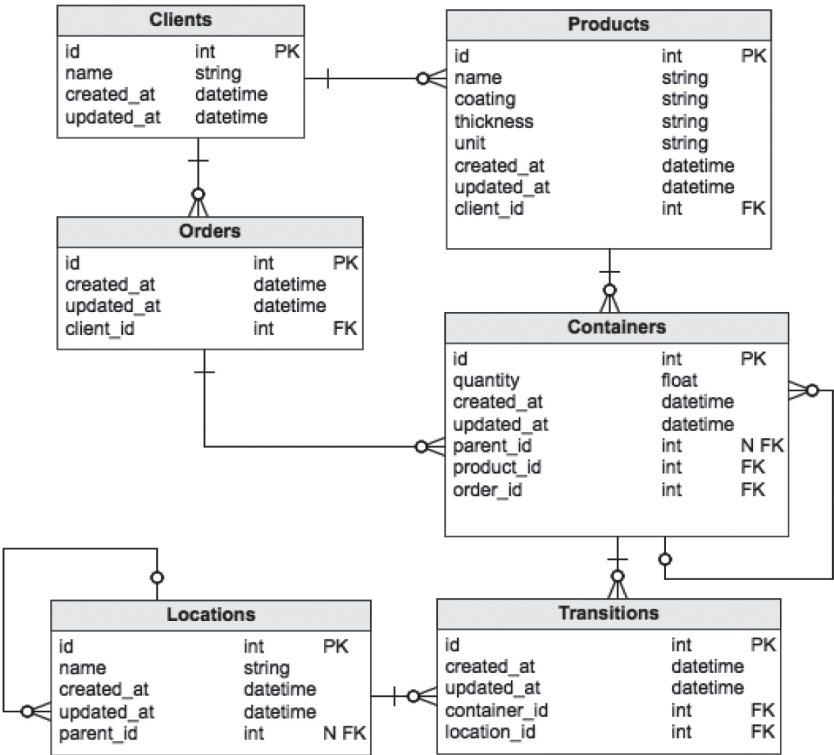 Clients
id int PK
name string
created_at datetime
updated_at datetime
Products
id int PK
name string
coating string
thickness string
unit string
created_at datetime
updated_at datetime
client_id int FK
Orders
id int PK
created_at datetime
updated_at datetime
client_id int FK
Containers
id int PK
quantity float
created_at datetime
updated_at datetime
parent_id int N FK
product_id int FK
order_id int FK
Locations
id int PK
name string
created_at datetime
updated_at datetime
parent_id int N FK
Transitions
id int PK
created_at datetime
updated_at datetime
container_id int FK
location_id int FK